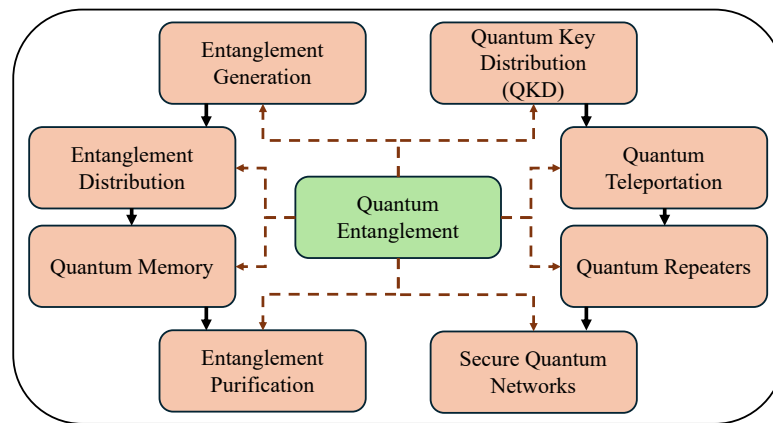 Entanglement
Generation
Quantum Key
Distribution
(QKD)
Entanglement
Distribution
Quantum
Teleportation
Quantum
Entanglement
Quantum Memory
Quantum Repeaters
Entanglement
Purification
Secure Quantum
Networks